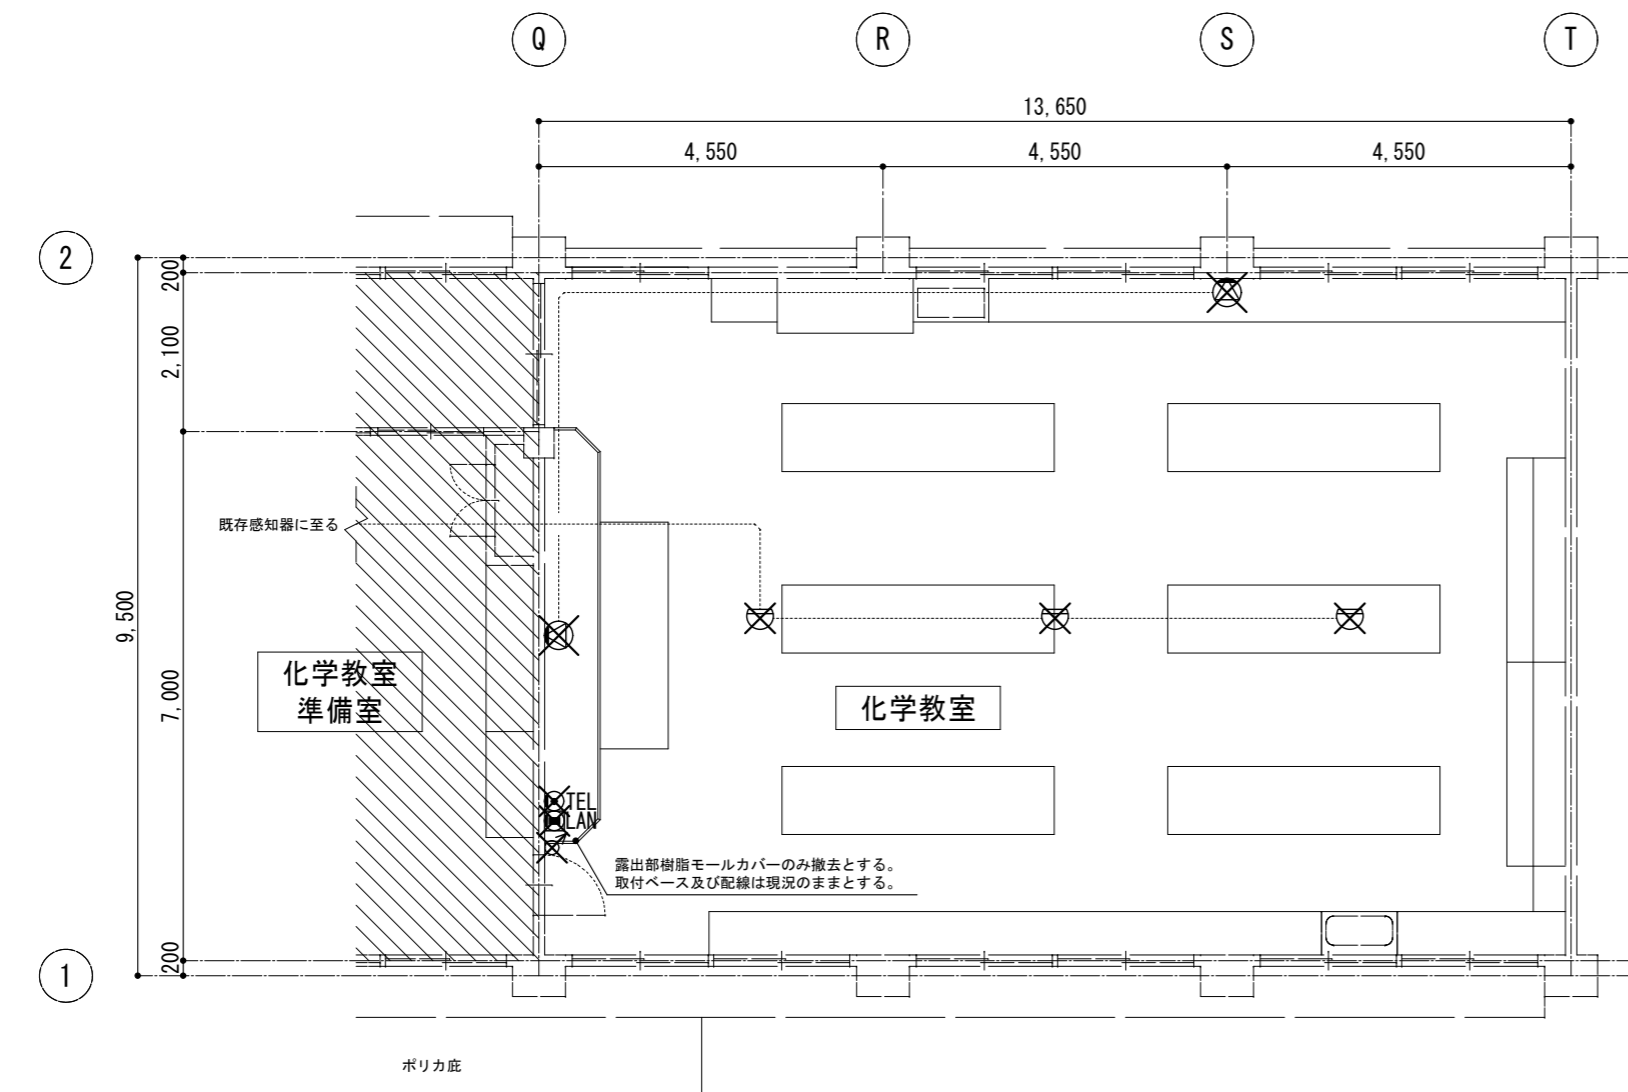 Q
R
S
T
13,650
4,550
4,550
4,550
2
200
2,100
既存感知器に至る
9,500
化学教室
準備室
7,000
化学教室
TEL
LAN
露出部樹脂モールカバーのみ撤去とする。
取付ベース及び配線は現況のままとする。
200
1
ポリカ庇